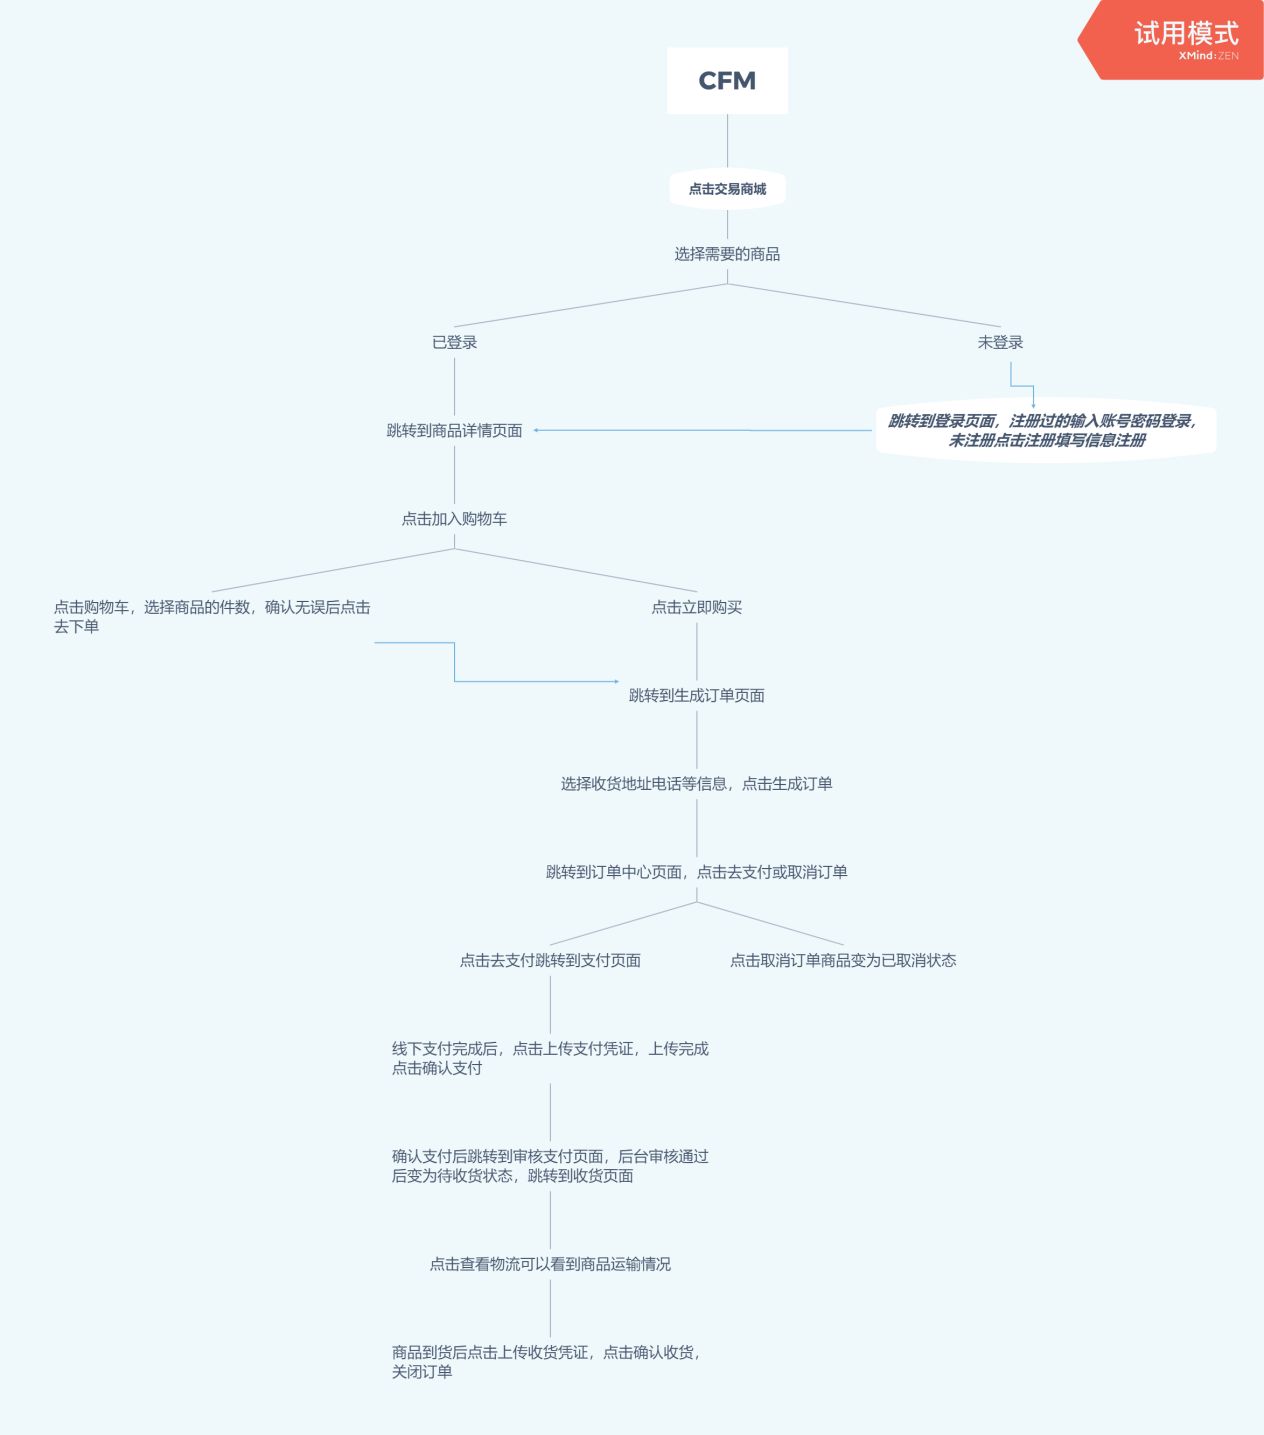 试用模式
XMind:ZEN
CFM
点击交易商城
选择需要的商品
已登录
未登录
跳转到商品详情页面
跳转到登录页面，注册过的输入账号密码登录，
未注册点击注册填写信息注册
点击加入购物车
点击购物车，选择商品的件数，确认无误后点击
去下单
点击立即购买
跳转到生成订单页面
选择收货地址电话等信息，点击生成订单
跳转到订单中心页面，点击去支付或取消订单
点击去支付跳转到支付页面
点击取消订单商品变为已取消状态
线下支付完成后，点击上传支付凭证，上传完成
点击确认支付
确认支付后跳转到审核支付页面，后台审核通过
后变为待收货状态，跳转到收货页面
点击查看物流可以看到商品运输情况
商品到货后点击上传收货凭证，点击确认收货，
关闭订单